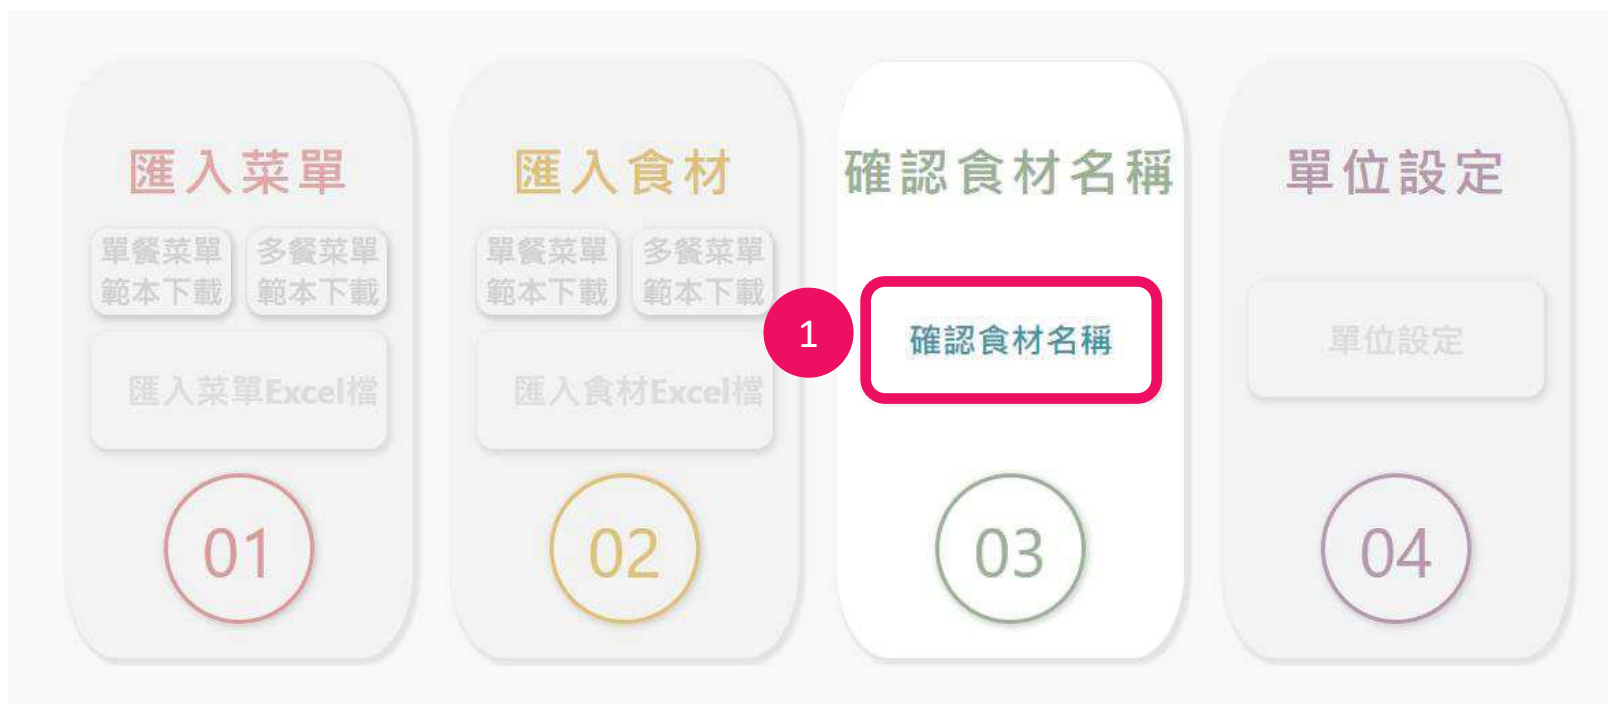 匯入菜單
單餐菜單
範本下載
多餐菜單
範本下載
匯入菜單Excel檔
01
匯入食材
單餐菜單
範本下載
多餐菜單
範本下載
匯入食材Excel檔
02
確認食材名稱
1
確認食材名稱
03
單位設定
單位設定
04